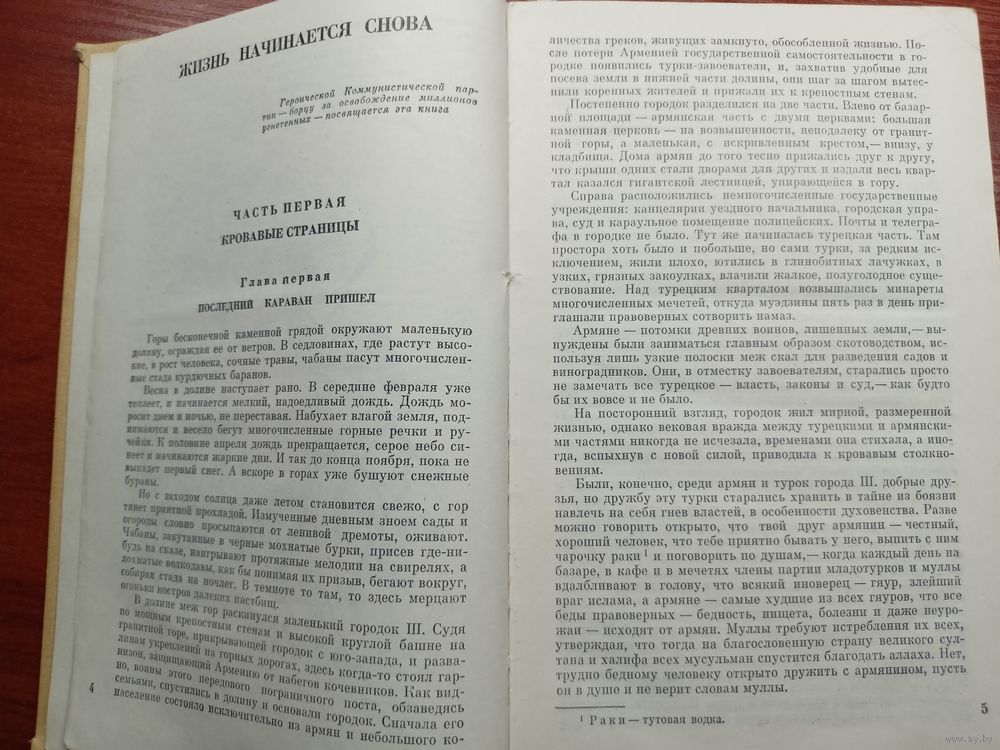 ЖИЗНЬ НАЧИНАЕТСЯ СНОВА
Героической Коммунистической пар-
тии — борцу за освобождение миллионов
угнетенных — посвящается эта книга
ЧАСТЬ ПЕРВАЯ
КРОВАВЫЕ СТРАНИЦЫ
Глава первая
ПОСЛЕДНИЙ КАРАВАН ПРИШЕЛ
Горы бесконечной каменной грядой окружают маленькую
долину, ограждая ее от ветров. В седловинах, где растут высо-
кие, в рост человека, сочные травы, чабаны пасут многочислен-
ные стада курдючных баранов.
Весна в долине наступает рано. В середине февраля уже
теплеет, и начинается мелкий, надоедливый дождь. Дождь мо-
росит днем и ночью, не переставая. Набухает влагой земля, под-
нимаются и весело бегут многочисленные горные речки и ру-
чейки. К половине апреля дождь прекращается, серое небо си-
неет и начинаются жаркие дни. И так до конца ноября, пока не
выпадет первый снег. А вскоре в горах уже бушуют снежные
бураны.
Но с заходом солнца даже летом становится свежо, с гор
тянет приятной прохладой. Измученные дневным зноем сады и
огороды словно просыпаются от ленивой дремоты, оживают.
Чабаны, закутанные в черные мохнатые бурки, присев где-ни-
будь на скале, наигрывают протяжные мелодии на свирелях, а
лохматые волкодавы, как бы понимая их призыв, бегают вокруг,
собирая стада на ночлег. В темноте то там, то здесь мерцают
огоньки костров далеких пастбищ.
В долине меж гор раскинулся маленький городок Ш. Судя
по мощным крепостным стенам и высокой круглой башне на
гранитной горе, прикрывающей городок с юго-запада, и разва-
линам укреплений на горных дорогах, здесь когда-то стоял гар-
низон, защищающий Армению от набегов кочевников. Как вид-
но, воины этого передового пограничного поста, обзаведясь
семьями, спустились в долину и основали городок. Сначала его
население состояло исключительно из армян и небольшого ко-
4
личества греков, живущих замкнуто, обособленной жизнью. По-
сле потери Арменией государственной самостоятельности в го-
родке появились турки-завоеватели, и, захватив удобные для
посева земли в нижней части долины, они шаг за шагом вытес-
нили коренных жителей и прижали их к крепостным стенам.
Постепенно городок разделился на две части. Влево от базар-
ной площади — армянская часть с двумя церквами: большая
каменная церковь — на возвышенности, неподалеку от гранит-
ной горы, а маленькая, с искривленным крестом,— внизу, у
кладбища. Дома армян до того тесно прижались друг к другу,
что крыши одних стали дворами для других и издали весь квар-
тал казался гигантской лестницей, упирающейся в гору.
Справа расположились немногочисленные государственные
учреждения: канцелярии уездного начальника, городская упра-
ва, суд и караульное помещение полицейских. Почты и телегра-
фа в городке не было. Тут же начиналась турецкая часть. Там
простора хоть было и побольше, но сами турки, за редким ис-
ключением, жили плохо, ютились в глинобитных лачужках, в
узких, грязных закоулках, влачили жалкое, полуголодное суще-
ствование. Над турецким кварталом возвышались минареты
многочисленных мечетей, откуда муэдзины пять раз в день при-
глашали правоверных сотворить намаз.
Армяне — потомки древних воинов, лишенных земли,— вы-
нуждены были заниматься главным образом скотоводством, ис-
пользуя лишь узкие полоски меж скал для разведения садов и
виноградников. Они, в отместку завоевателям, старались просто
не замечать все турецкое — власть, законы и суд,— как будто
бы их вовсе и не было.
На посторонний взгляд, городок жил мирной, размеренной
жизнью, однако вековая вражда между турецкими и армянски-
ми частями никогда не исчезала, временами она стихала, а ино-
гда, вспыхнув с новой силой, приводила к кровавым столкно-
вениям.
Были, конечно, среди армян и турок города Ш. добрые дру-
зья, но дружбу эту турки старались хранить в тайне из боязни
навлечь на себя гнев властей, в особенности духовенства. Разве
можно говорить открыто, что твой друг армянин — честный,
хороший человек, что тебе приятно бывать у него, выпить с ним
чарочку раки¹ и поговорить по душам,— когда каждый день на
базаре, в кафе и в мечетях члены партии младотурков и муллы
вдалбливают в голову, что всякий иноверец — гяур, злейший
враг ислама, а армяне — самые худшие из всех гяуров, что все
беды правоверных — бедность, нищета, болезни и даже неуро-
жаи — исходят от армян. Муллы требуют истребления их всех,
утверждая, что тогда на благословенную страну великого сул-
тана и халифа всех мусульман спустится благодать аллаха. Нет,
трудно бедному человеку открыто дружить с армянином, пусть
он в душе и не верит словам муллы.
¹ Раки — тутовая водка.
5
www.ay.by